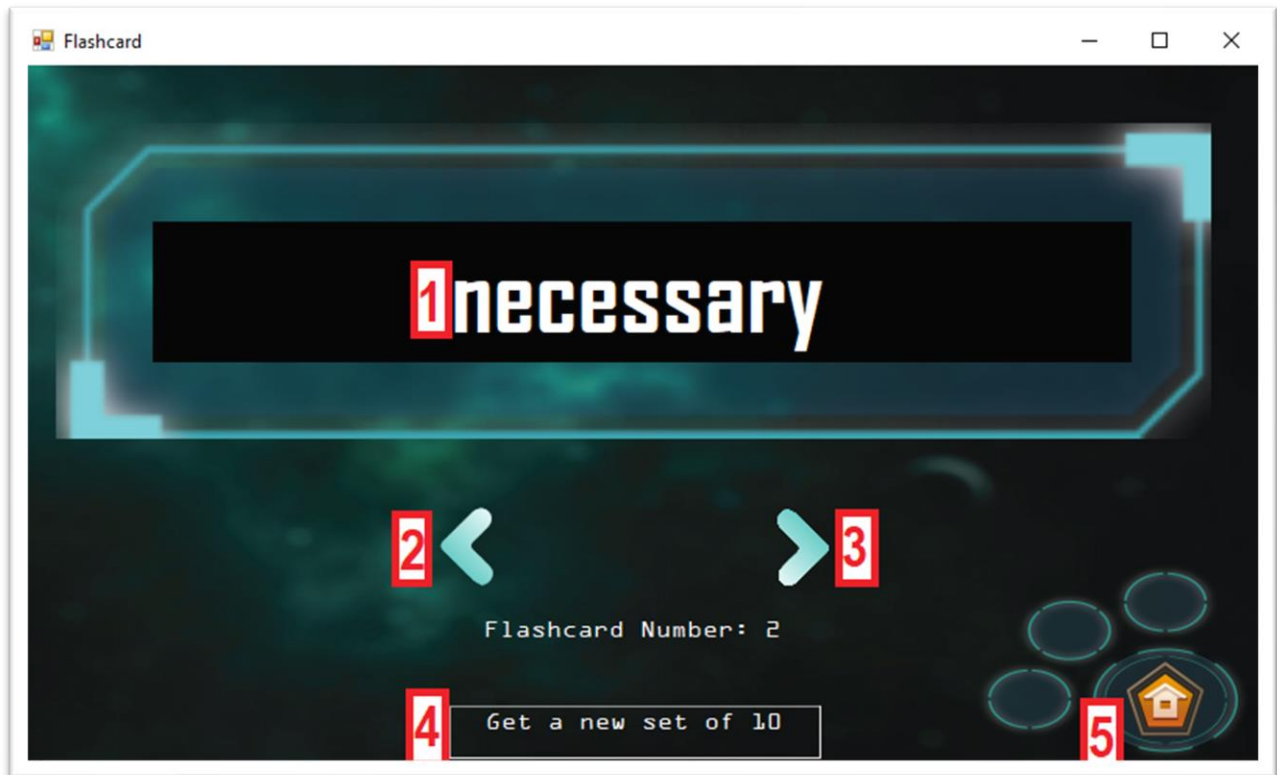 Flashcard
1 necessary
2 3
Flashcard Number: 2
4 Get a new set of 10
5